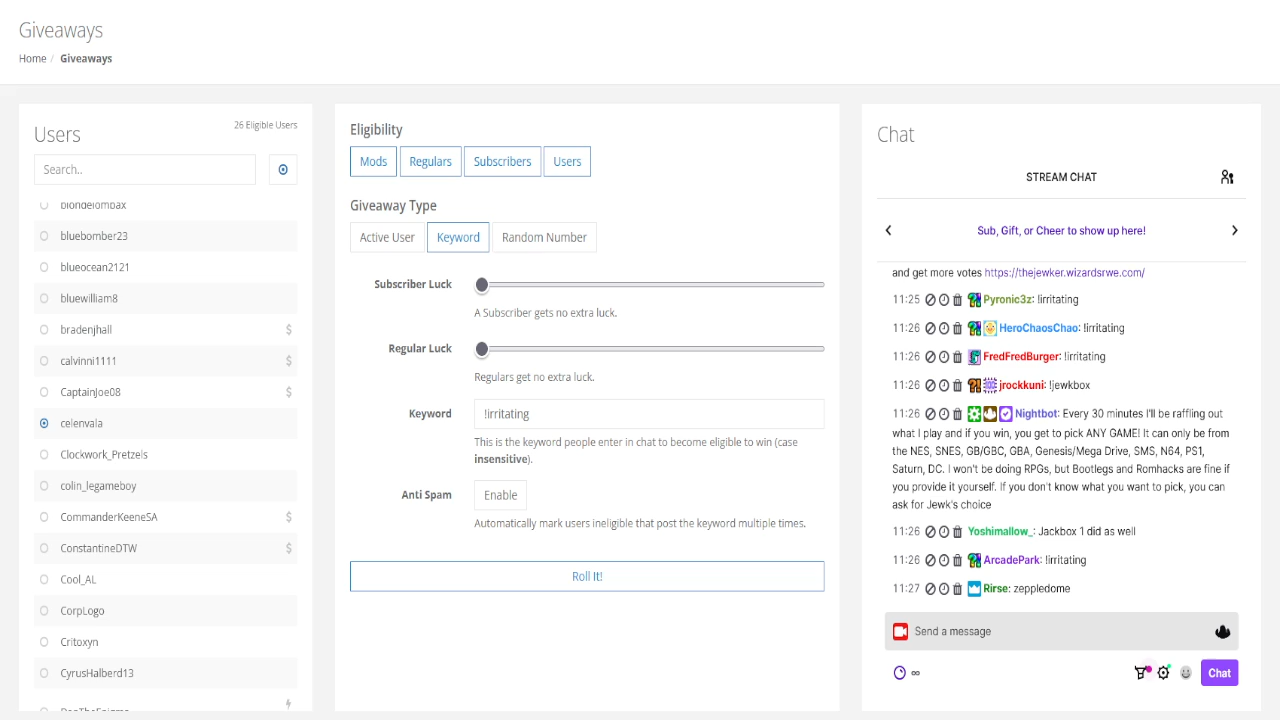 Giveaways
Home / Giveaways
Users
26 Eligible Users
Search..
blondelombax
bluebomber23
blueocean2121
bluewilliam8
bradenjhall $
calvinni1111 $
CaptainJoe08 $
celenvala
Clockwork_Pretzels
colin_legameboy
CommanderKeeneSA $
ConstantineDTW $
Cool_AL
CorpLogo
Critoxyn
CyrusHalberd13
Eligibility
Mods
Regulars
Subscribers
Users
Giveaway Type
Active User
Keyword
Random Number
Subscriber Luck
A Subscriber gets no extra luck.
Regular Luck
Regulars get no extra luck.
Keyword
!irritating
This is the keyword people enter in chat to become eligible to win (case
insensitive).
Anti Spam
Enable
Automatically mark users ineligible that post the keyword multiple times.
Roll It!
Chat
STREAM CHAT
Sub, Gift, or Cheer to show up here!
and get more votes https://thejewker.wizardsrwe.com/
11:25 Pyronic3z: !irritating
11:26 HeroChaosChao: !irritating
11:26 FredFredBurger: !irritating
11:26 jrockkuni: !jewkbox
11:26 Nightbot: Every 30 minutes I'll be raffling out
what I play and if you win, you get to pick ANY GAME! It can only be from
the NES, SNES, GB/GBC, GBA, Genesis/Mega Drive, SMS, N64, PS1,
Saturn, DC. I won't be doing RPGs, but Bootlegs and Romhacks are fine if
you provide it yourself. If you don't know what you want to pick, you can
ask for Jewk's choice
11:26 Yoshimallow_: Jackbox 1 did as well
11:26 ArcadePark: !irritating
11:27 Rirse: zeppledome
Send a message
∞
Chat